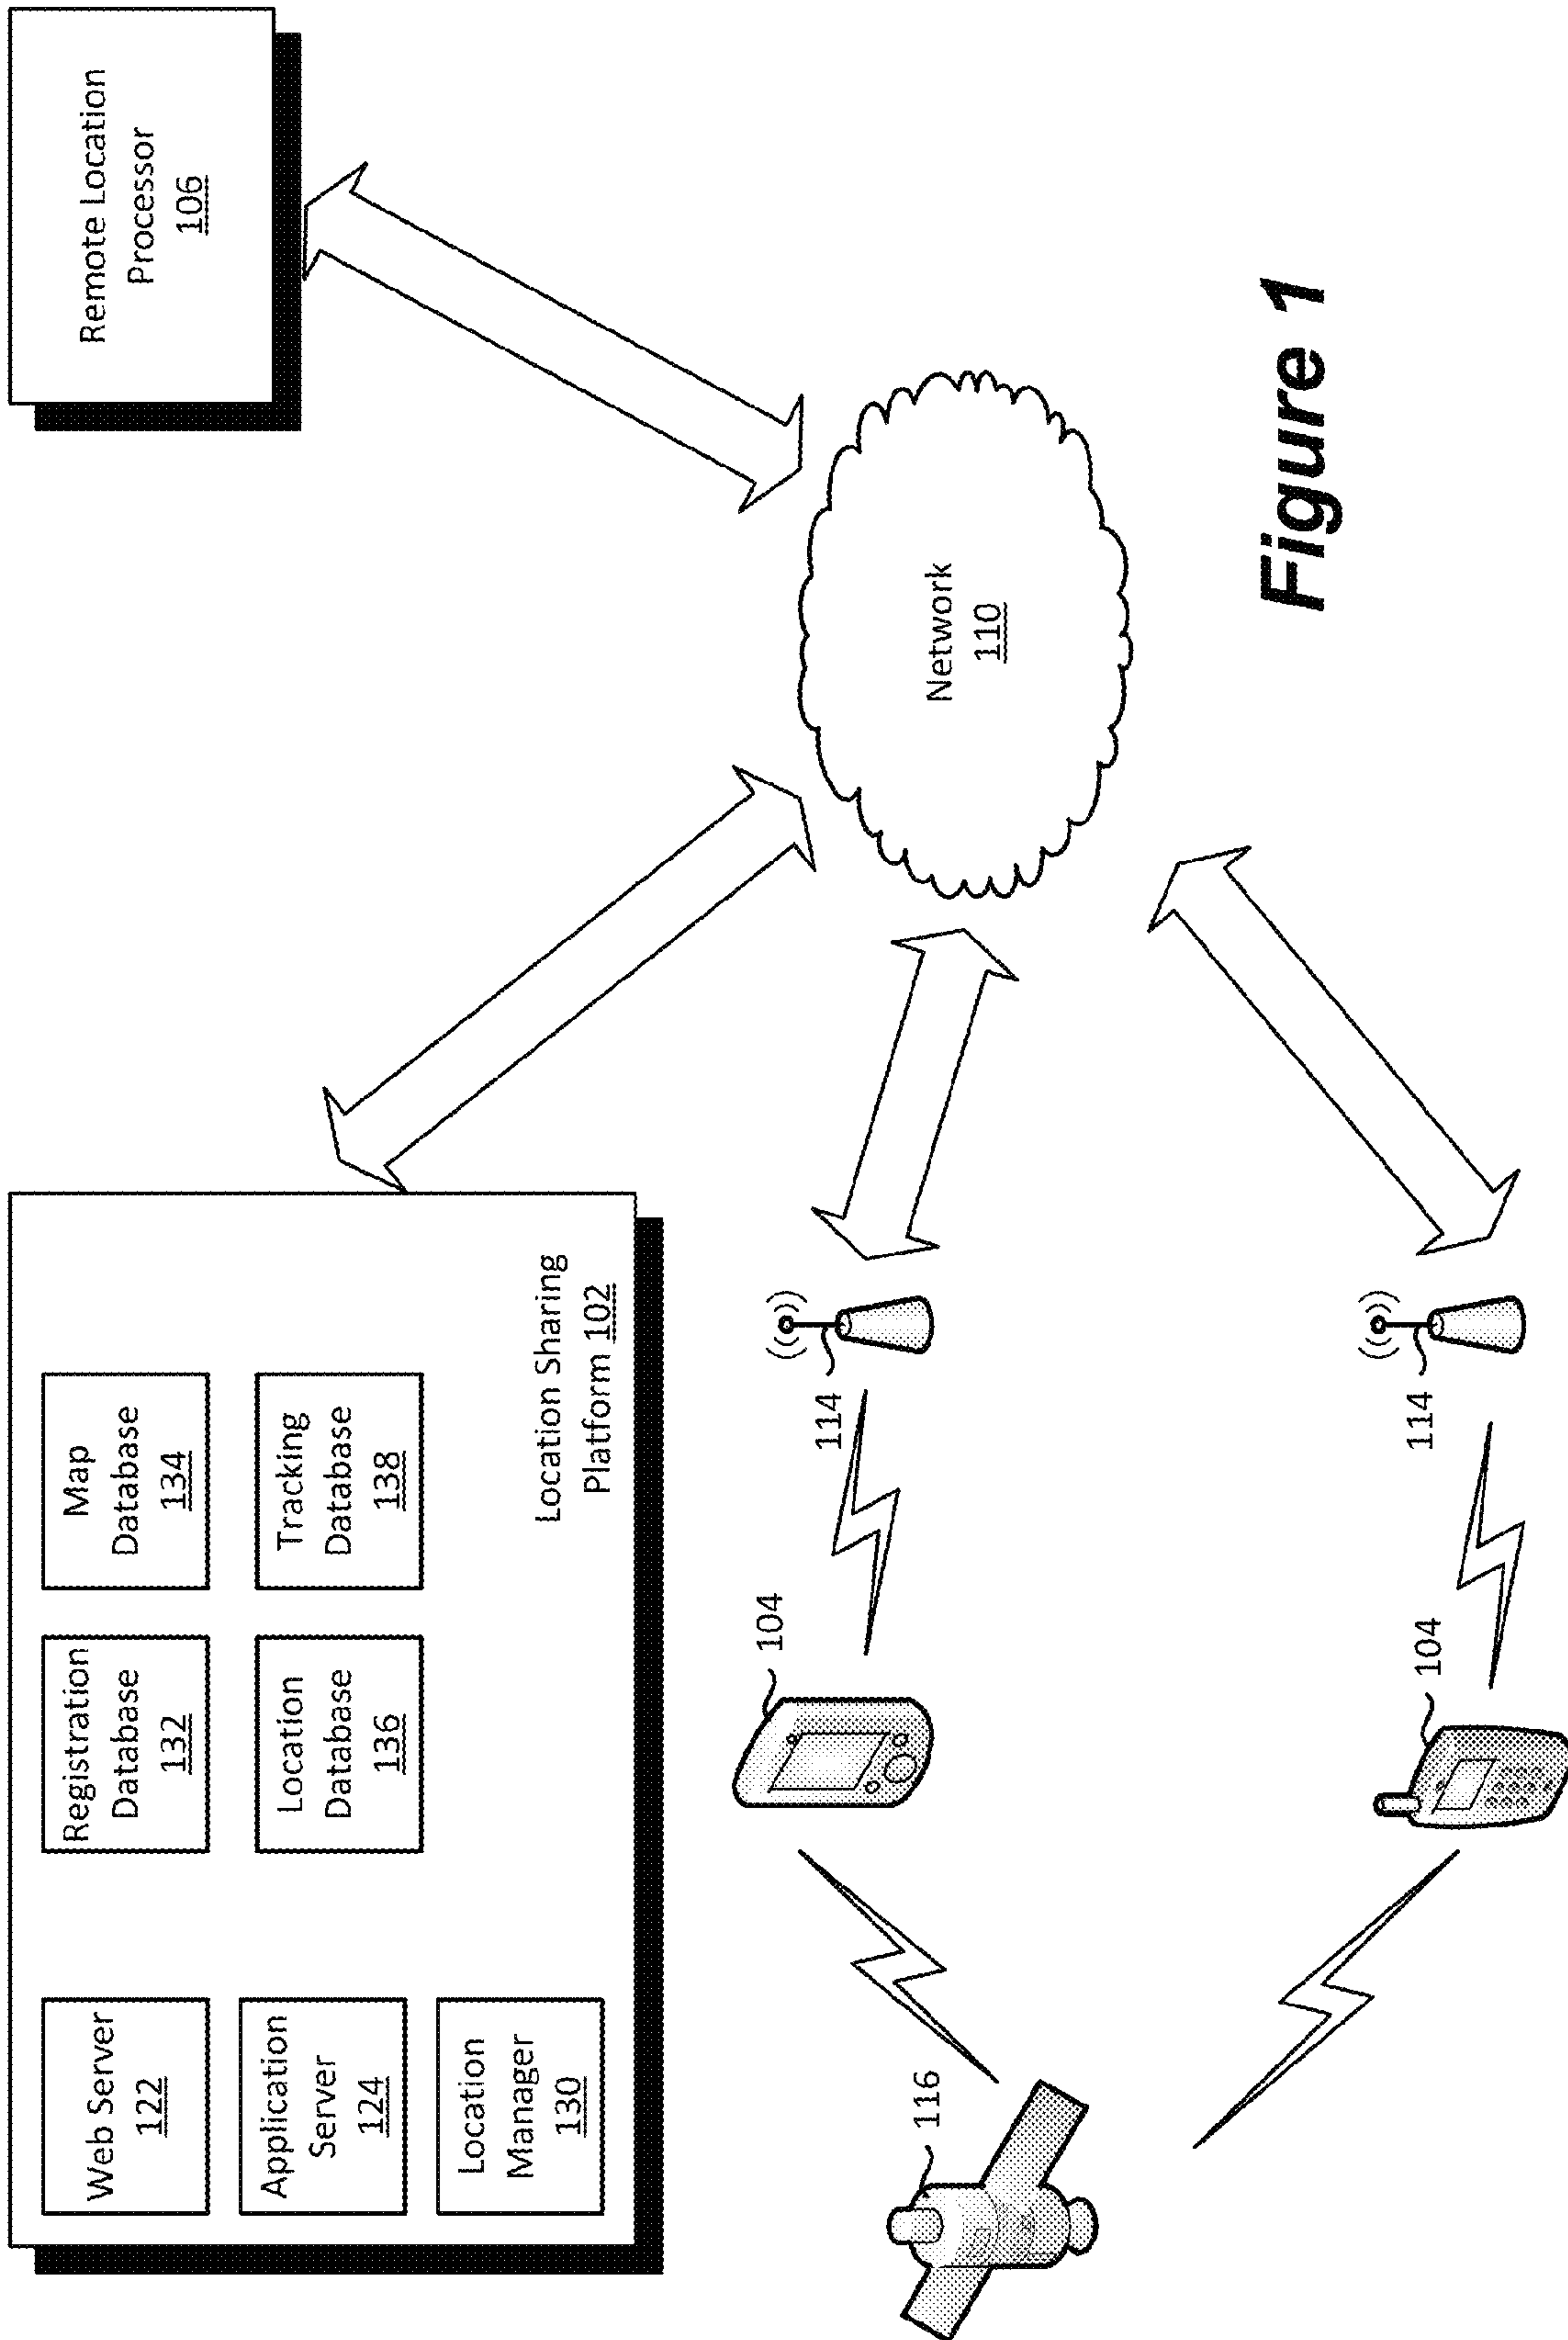 Web Server
122
Application
Server
124
Location
Manager
130
Registration
Database
132
Map
Database
134
Location
Database
136
Tracking
Database
138
Location Sharing
Platform 102
Remote Location
Processor
106
116
104
114
Network
110
104
114
Figure 1